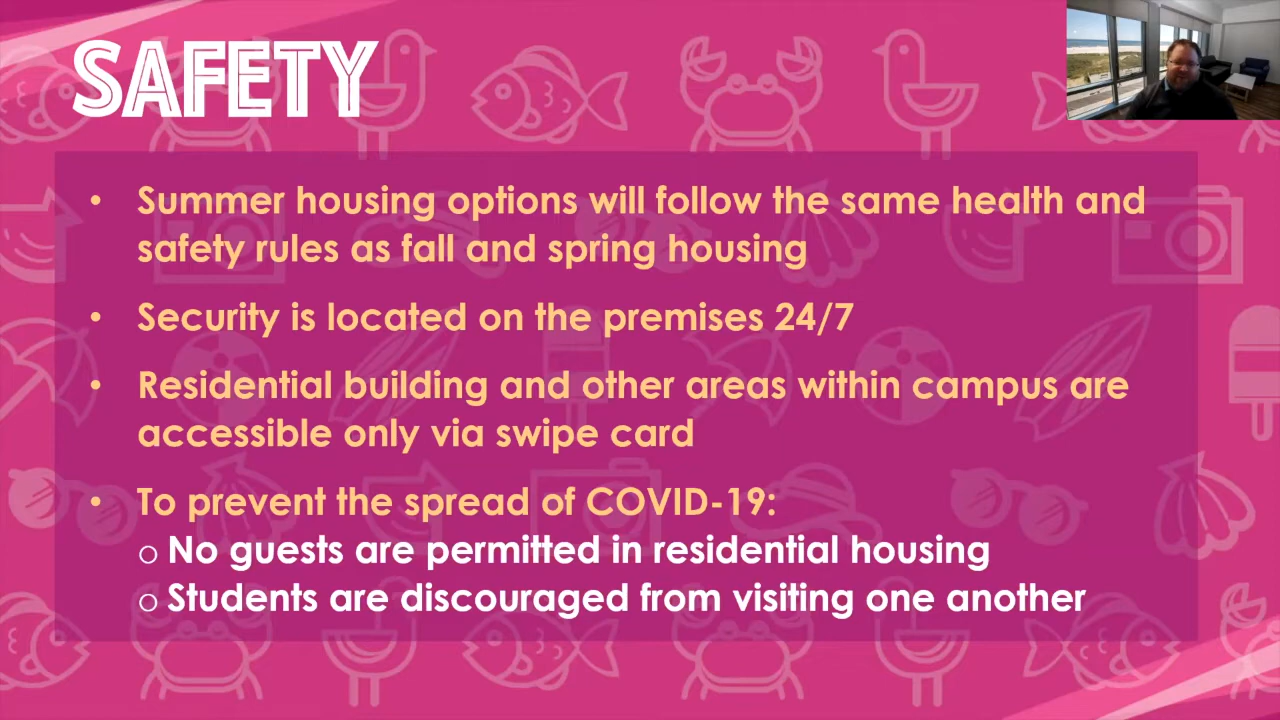 SAFETY
• Summer housing options will follow the same health and
safety rules as fall and spring housing
• Security is located on the premises 24/7
• Residential building and other areas within campus are
accessible only via swipe card
• To prevent the spread of COVID-19:
o No guests are permitted in residential housing
o Students are discouraged from visiting one another